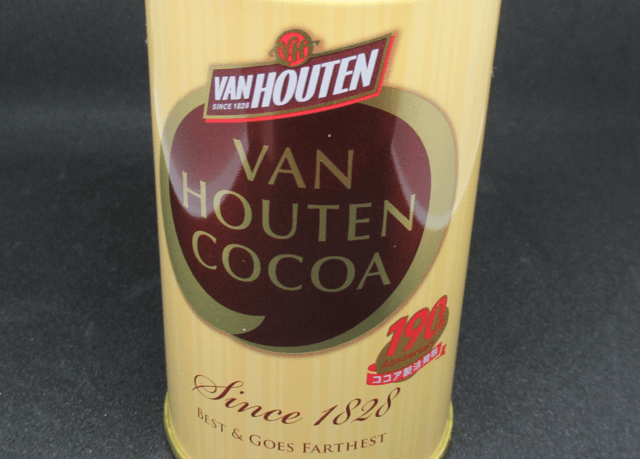 VH
VAN HOUTEN
SINCE 1828
VAN
HOUTEN
COCOA
190
Anniversary
ココア製法発明
Since 1828
BEST & GOES FARTHEST